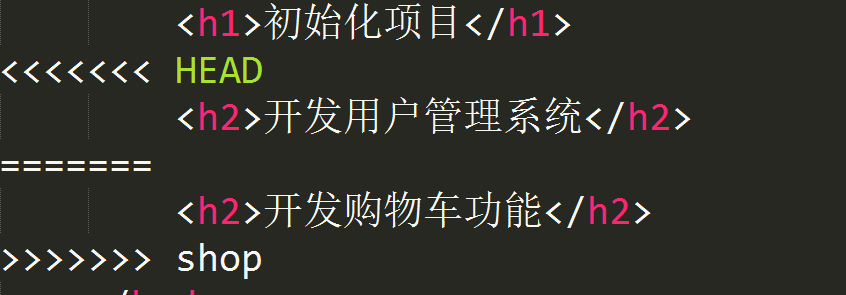 <h1>初始化项目</h1>
<<<<<<< HEAD
<h2>开发用户管理系统</h2>
=======
<h2>开发购物车功能</h2>
>>>>>>> shop